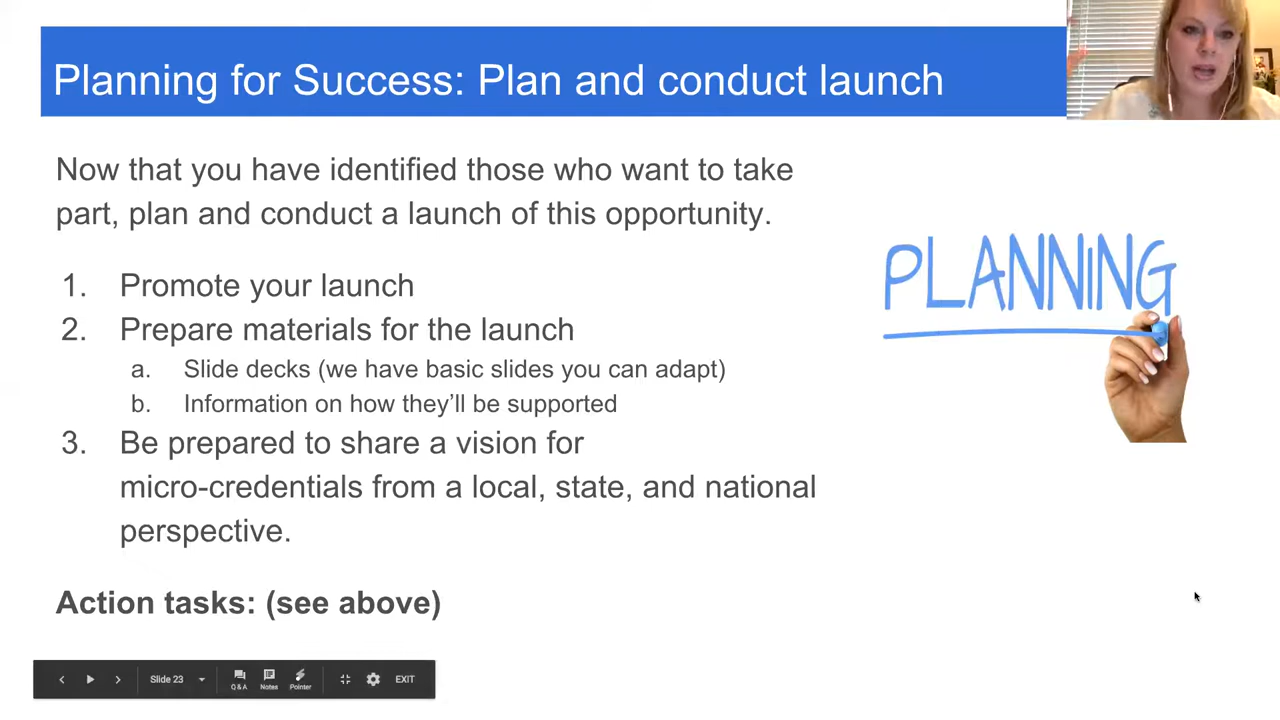 Planning for Success: Plan and conduct launch
Now that you have identified those who want to take
part, plan and conduct a launch of this opportunity.
1. Promote your launch
2. Prepare materials for the launch
a. Slide decks (we have basic slides you can adapt)
b. Information on how they’ll be supported
3. Be prepared to share a vision for
micro-credentials from a local, state, and national
perspective.
Action tasks: (see above)
PLANNING
Slide 23
Q & A
Notes
Pointer
EXIT